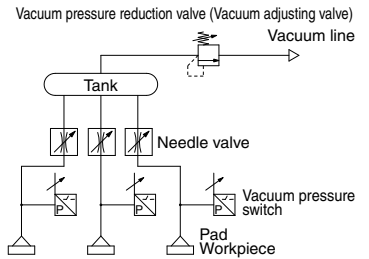 Vacuum pressure reduction valve (Vacuum adjusting valve)
Vacuum line
Tank
Needle valve
P
P
P
Vacuum pressure
switch
Pad
Workpiece